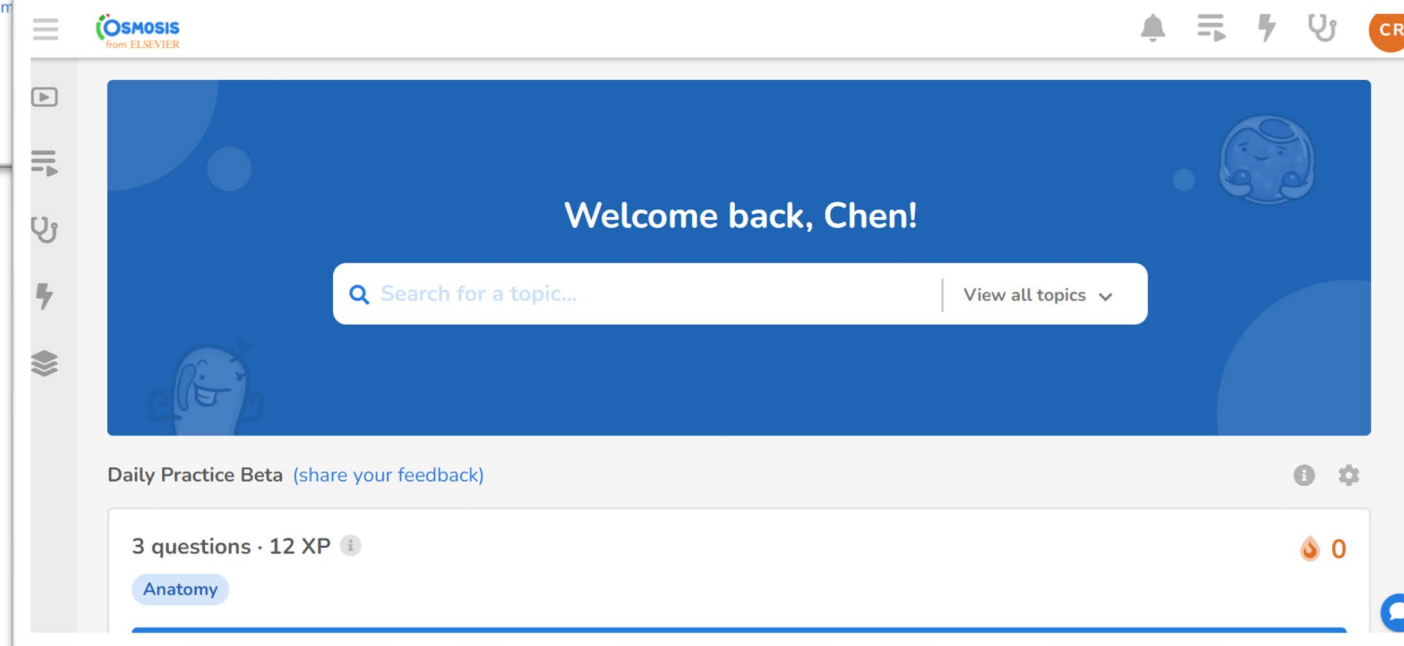 m
OSMOSIS
from ELSEVIER
CR
Welcome back, Chen!
Search for a topic...
View all topics
Daily Practice Beta (share your feedback)
3 questions · 12 XP
0
Anatomy